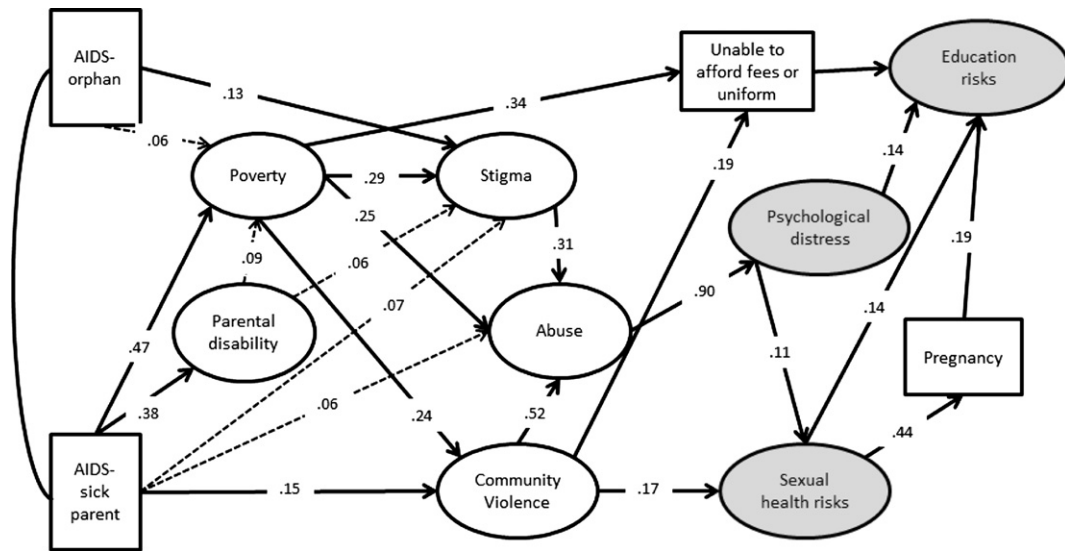 AIDS-
orphan
Unable to
afford fees or
uniform
Education
risks
.13
.34
.06
.19
.14
Poverty
.29
Stigma
.25
Psychological
distress
.09
.06
.31
.19
.07
.90
.14
Parental
disability
Abuse
.47
.11
Pregnancy
.38
.06
.52
.24
.44
AIDS-
sick
parent
.15
Community
Violence
.17
Sexual
health risks